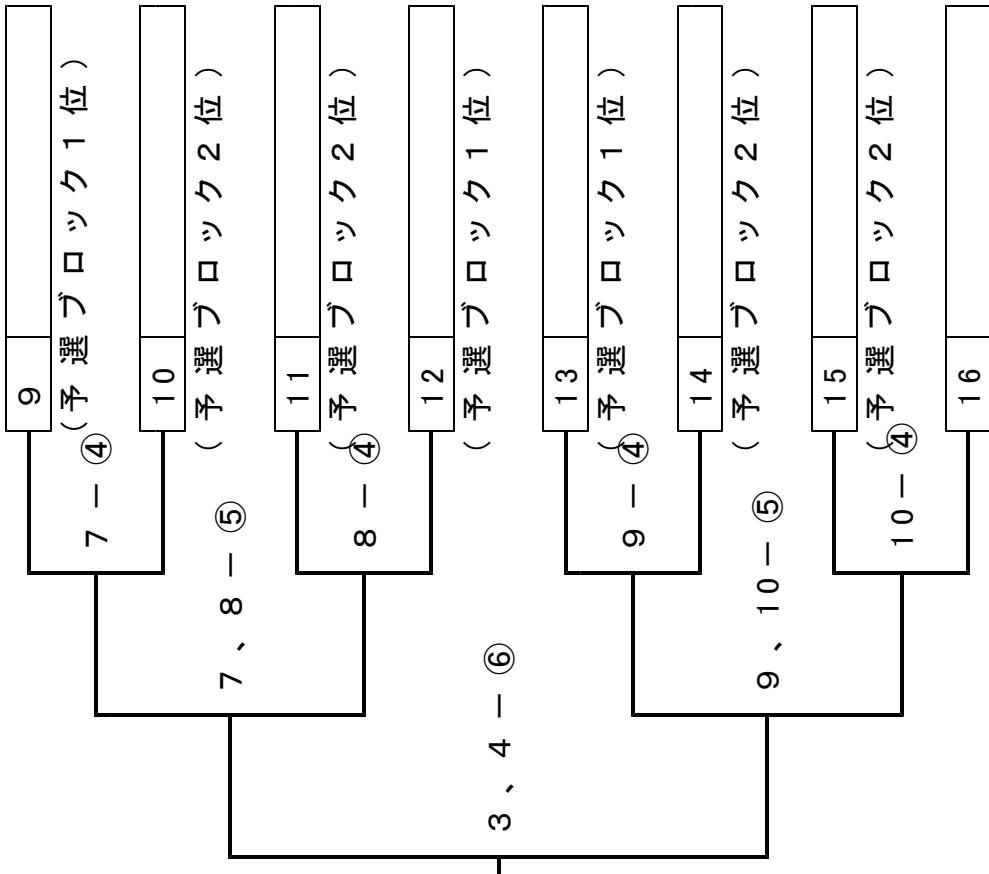 9
(予選ブロック1位)
7-④
10
(予選ブロック2位)
7、8-⑤
11
(予選ブロック2位)
8-④
12
(予選ブロック1位)
3、4-⑥
13
(予選ブロック1位)
9-④
14
(予選ブロック2位)
9、10-⑤
15
(予選ブロック2位)
10-④
16